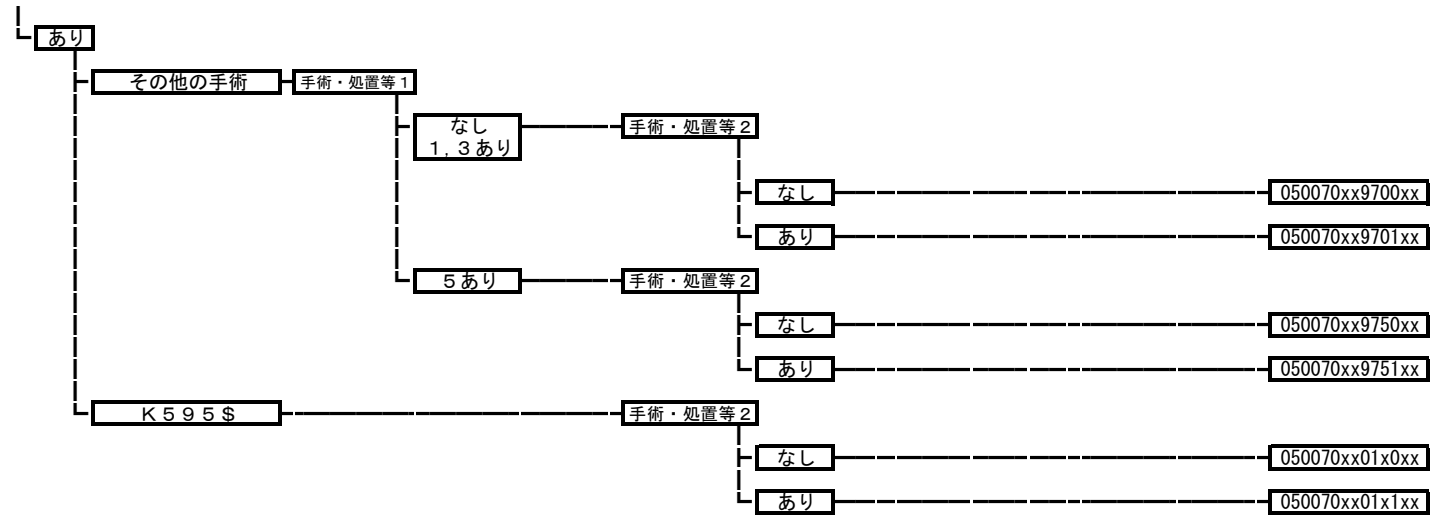 あり
その他の手術
手術・処置等１
なし
１，３あり
手術・処置等２
なし
050070xx9700xx
あり
050070xx9701xx
５あり
手術・処置等２
なし
050070xx9750xx
あり
050070xx9751xx
Ｋ５９５＄
手術・処置等２
なし
050070xx01x0xx
あり
050070xx01x1xx